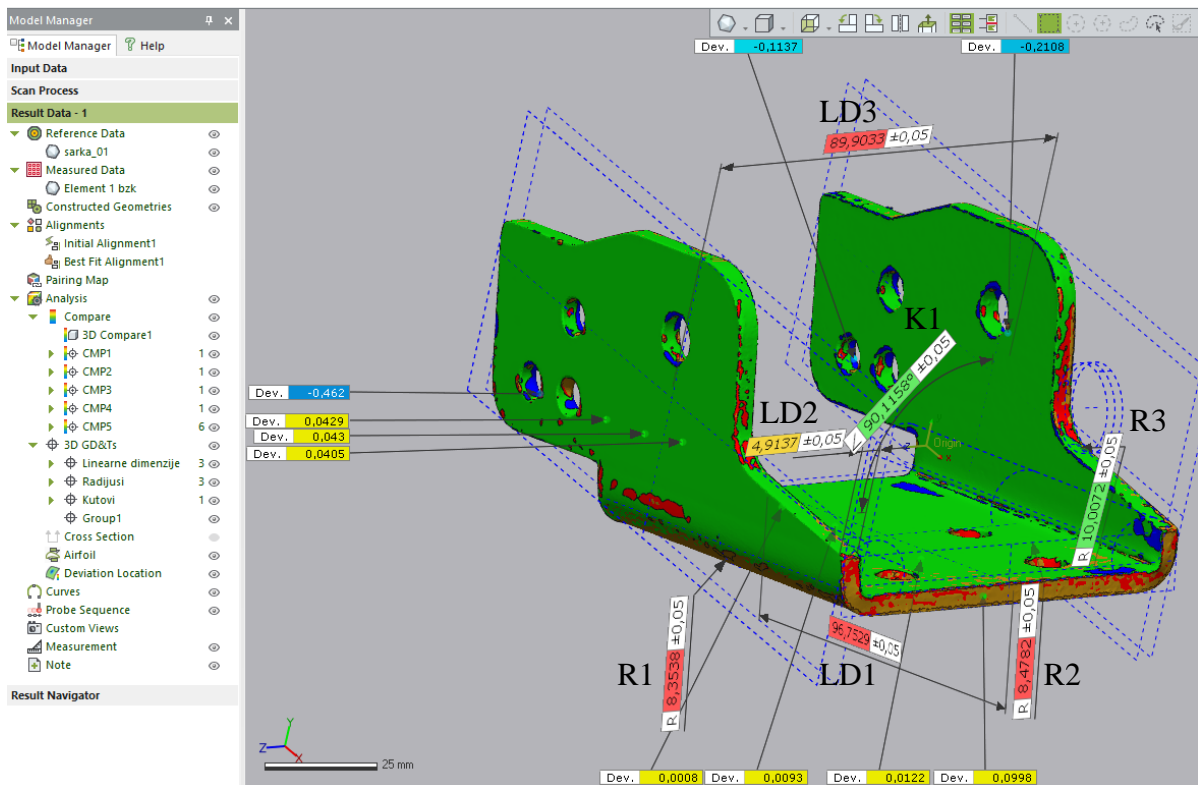 Model Manager
Model Manager
Help
Input Data
Scan Process
Result Data - 1
Reference Data
sarka_01
Measured Data
Element 1 bzk
Constructed Geometries
Alignments
Initial Alignment1
Best Fit Alignment1
Pairing Map
Analysis
Compare
3D Compare1
CMP1 1
CMP2 1
CMP3 1
CMP4 1
CMP5 6
3D GD&Ts
Linearne dimenzije 3
Radijusi 3
Kutovi 1
Group1
Cross Section
Airfoil
Deviation Location
Curves
Probe Sequence
Custom Views
Measurement
Note
Result Navigator
Dev. -0,1137
Dev. -0,2108
LD3
89,9033 ±0,05
K1
90,1158° ±0,05
Dev. -0,462
Dev. 0,0429
Dev. 0,043
Dev. 0,0405
LD2
4,9137 ±0,05
Z
Origin
X
R3
R 10,0072 ±0,05
R1
R 8,3538 ±0,05
96,7529 ±0,05
LD1
R 8,4782 ±0,05
R2
Y
Z
X
25 mm
Dev. 0,0008
Dev. 0,0093
Dev. 0,0122
Dev. 0,0998